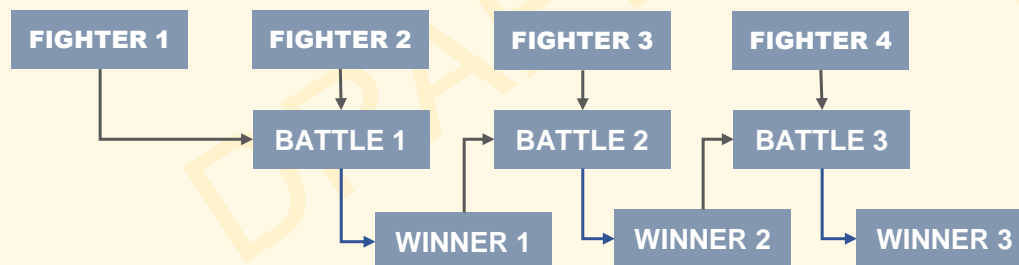 FIGHTER 1
FIGHTER 2
FIGHTER 3
FIGHTER 4
BATTLE 1
BATTLE 2
BATTLE 3
WINNER 1
WINNER 2
WINNER 3